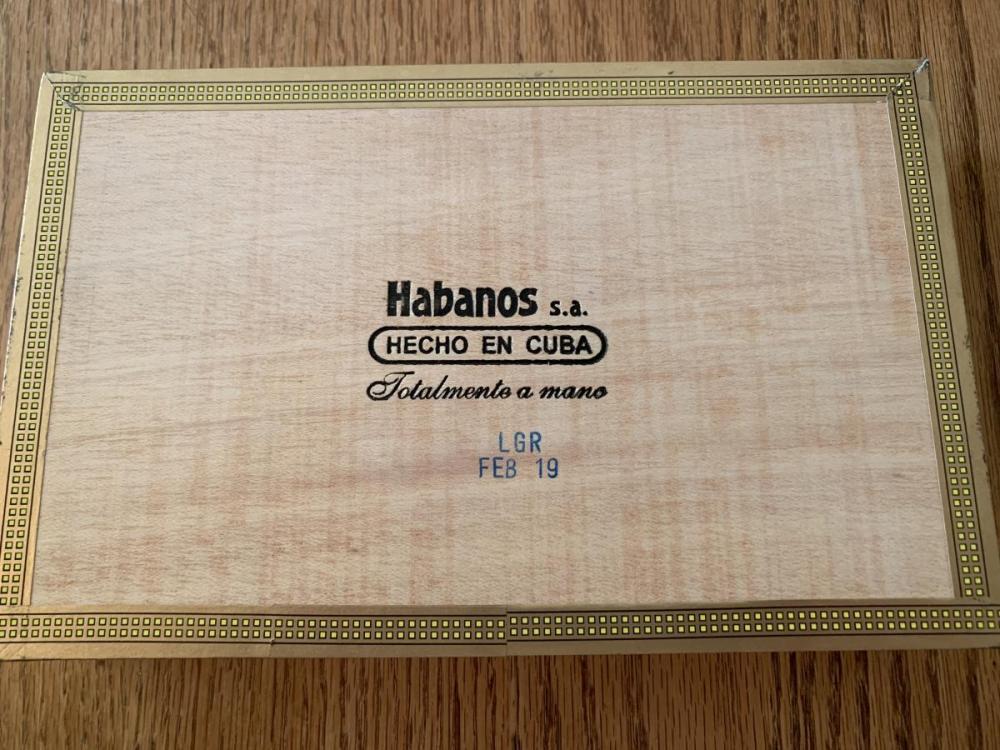 Habanos s.a.
HECHO EN CUBA
Totalmente a mano
LGR
FEB 19